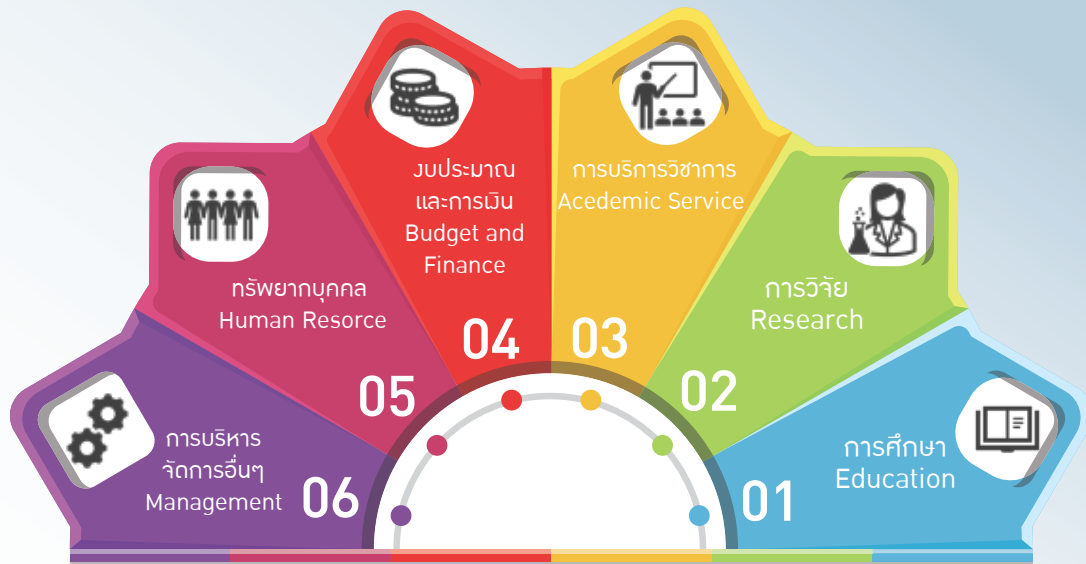 งบประมาณ
และการเงิน
Budget and
Finance
04
การบริการวิชาการ
Acedemic Service
03
ทรัพยากบุคคล
Human Resorce
05
การวิจัย
Research
02
การบริหาร
จัดการอื่นๆ
Management
06
การศึกษา
Education
01